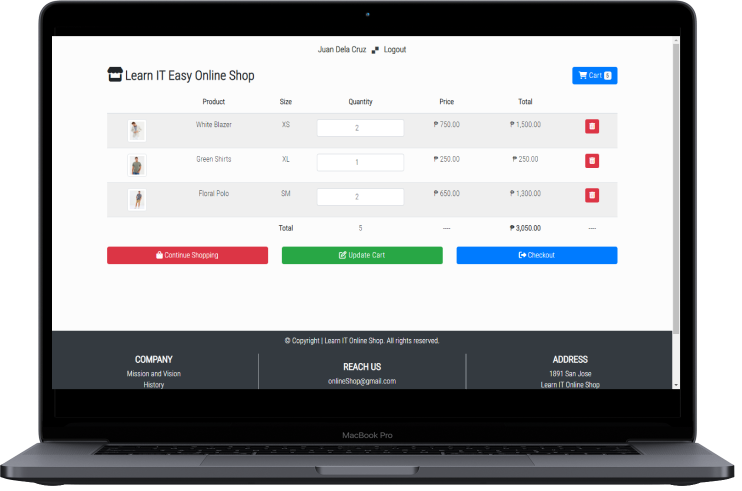 Juan Dela Cruz Logout
Learn IT Easy Online Shop
Cart 5
Product Size Quantity Price Total
White Blazer XS 2 ₱ 750.00 ₱ 1,500.00
Green Shirts XL 1 ₱ 250.00 ₱ 250.00
Floral Polo SM 2 ₱ 650.00 ₱ 1,300.00
Total 5 ---- ₱ 3,050.00 ----
Continue Shopping Update Cart Checkout
© Copyright | Learn IT Online Shop. All rights reserved.
COMPANY
Mission and Vision
History
REACH US
onlineShop@gmail.com
ADDRESS
1891 San Jose
Learn IT Online Shop
MacBook Pro